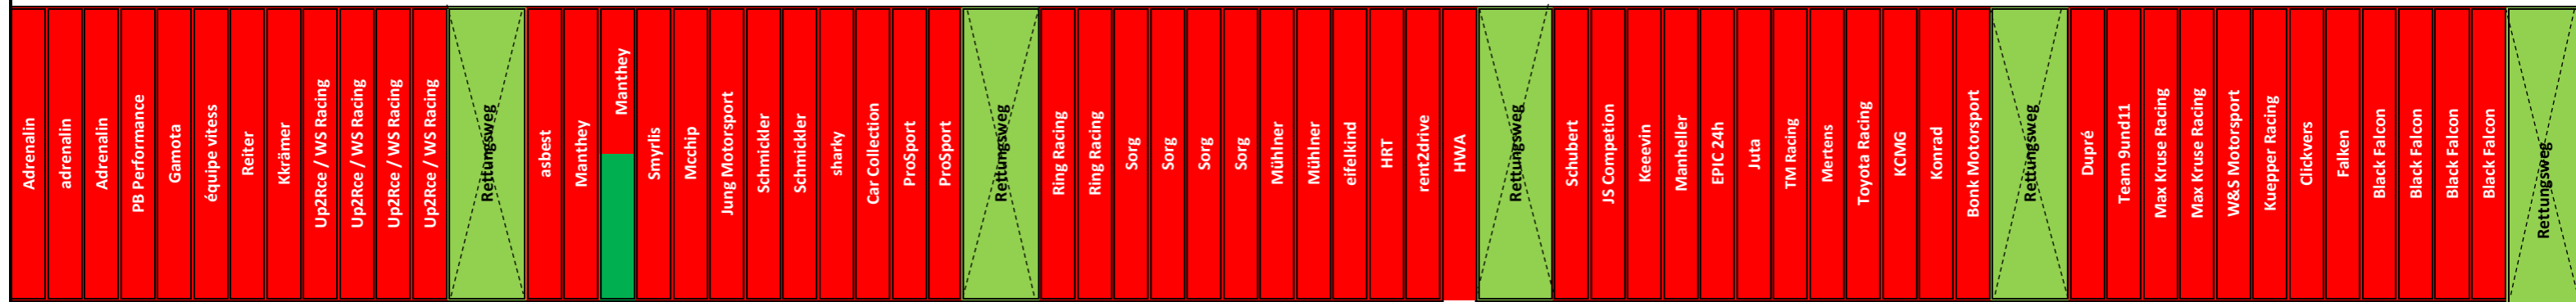 Adrenalin
adrenalin
Adrenalin
PB Performance
Gamota
équipe vitess
Reiter
Kkrämer
Up2Rce / WS Racing
Up2Rce / WS Racing
Up2Rce / WS Racing
Up2Rce / WS Racing
Rettungsweg
asbest
Manthey
Manthey
Smyrlis
Mcchip
Jung Motorsport
Schmickler
Schmickler
sharky
Car Collection
ProSport
ProSport
Rettungsweg
Ring Racing
Ring Racing
Sorg
Sorg
Sorg
Sorg
Mühlner
Mühlner
eifelkind
HRT
rent2drive
HWA
Rettungsweg
Schubert
JS Competion
Keeevin
Manheller
EPIC 24h
Juta
TM Racing
Mertens
Toyota Racing
KCMG
Konrad
Bonk Motorsport
Rettungsweg
Dupré
Team 9und11
Max Kruse Racing
Max Kruse Racing
W&S Motorsport
Kuepper Racing
Clickvers
Falken
Black Falcon
Black Falcon
Black Falcon
Black Falcon
Rettungsweg